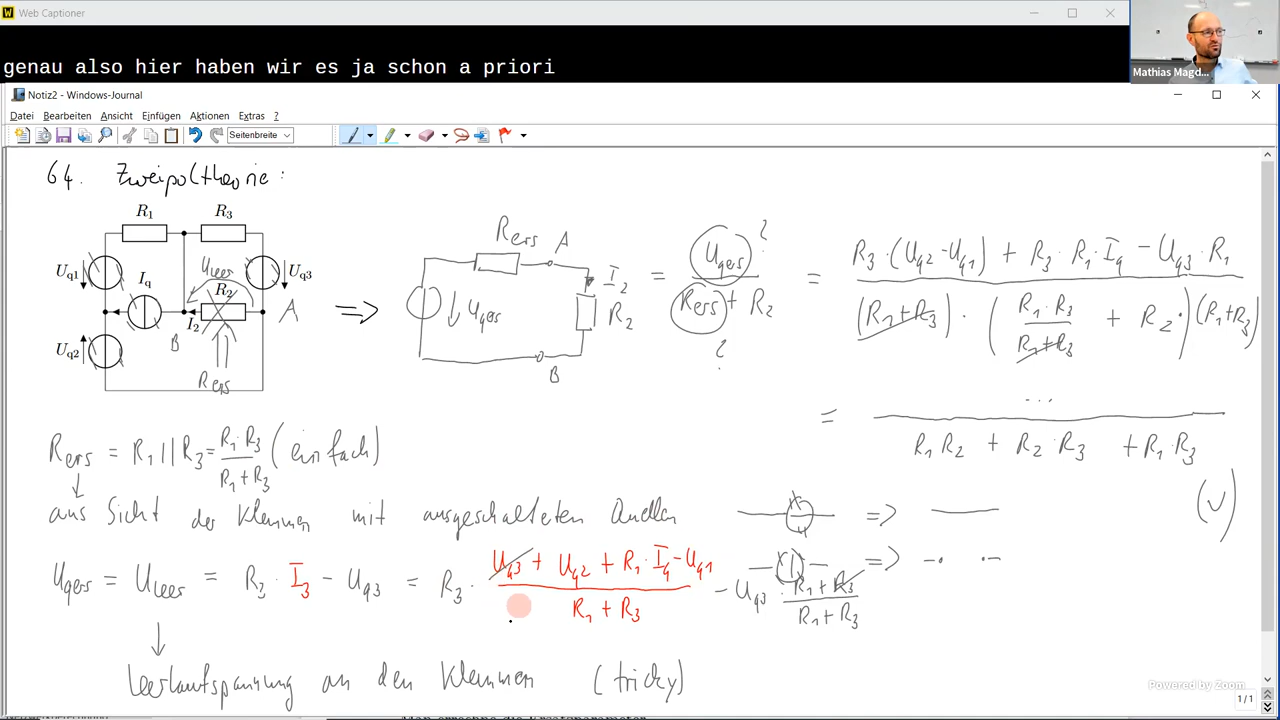 Web Captioner
genau also hier haben wir es ja schon a priori
Mathias Magd...
Notiz2 - Windows-Journal
Datei Bearbeiten Ansicht Einfügen Aktionen Extras ?
Seitenbreite
64. Zweipoltheorie:
R1 R3
Uq1 Iq Uleer R2 Uq3 A
I2 B
Uq2 Rers
=> Rers A I2 R2 Uqers B
= Uqers ? / Rers + R2 ?
= R3·(Uq2-Uq1) + R3·R1·Iq - Uq3·R1 / (R1+R3)·(R1·R3 / R1+R3 + R2·)(R1+R3)
= ... / R1R2 + R2·R3 + R1·R3
(√)
Rers = R1||R3 = R1·R3 / R1+R3 (einfach)
aus Sicht der Klemmen mit ausgeschalteten Quellen => 
=>
Uqers = Uleer = R3·I3 - Uq3 = R3· Uq3 + Uq2 + R1·Iq - Uq1 / R1+R3 - Uq3· R1+R3 / R1+R3
Leerlaufspannung an den Klemmen (tricky)
Powered by Zoom
1/1